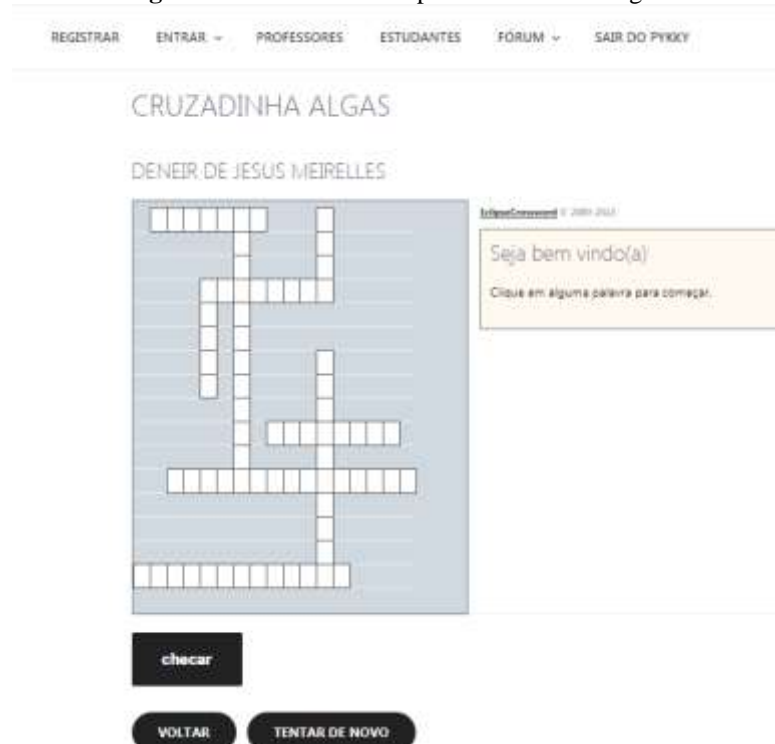 REGISTRAR ENTRAR PROFESSORES ESTUDANTES FÓRUM SAIR DO PYKKY
CRUZADINHA ALGAS
DENEIR DE JESUS MEIRELLES
EclipseCrossword ©
Seja bem vindo(a)
Clique em alguma palavra para começar.
checar
VOLTAR TENTAR DE NOVO